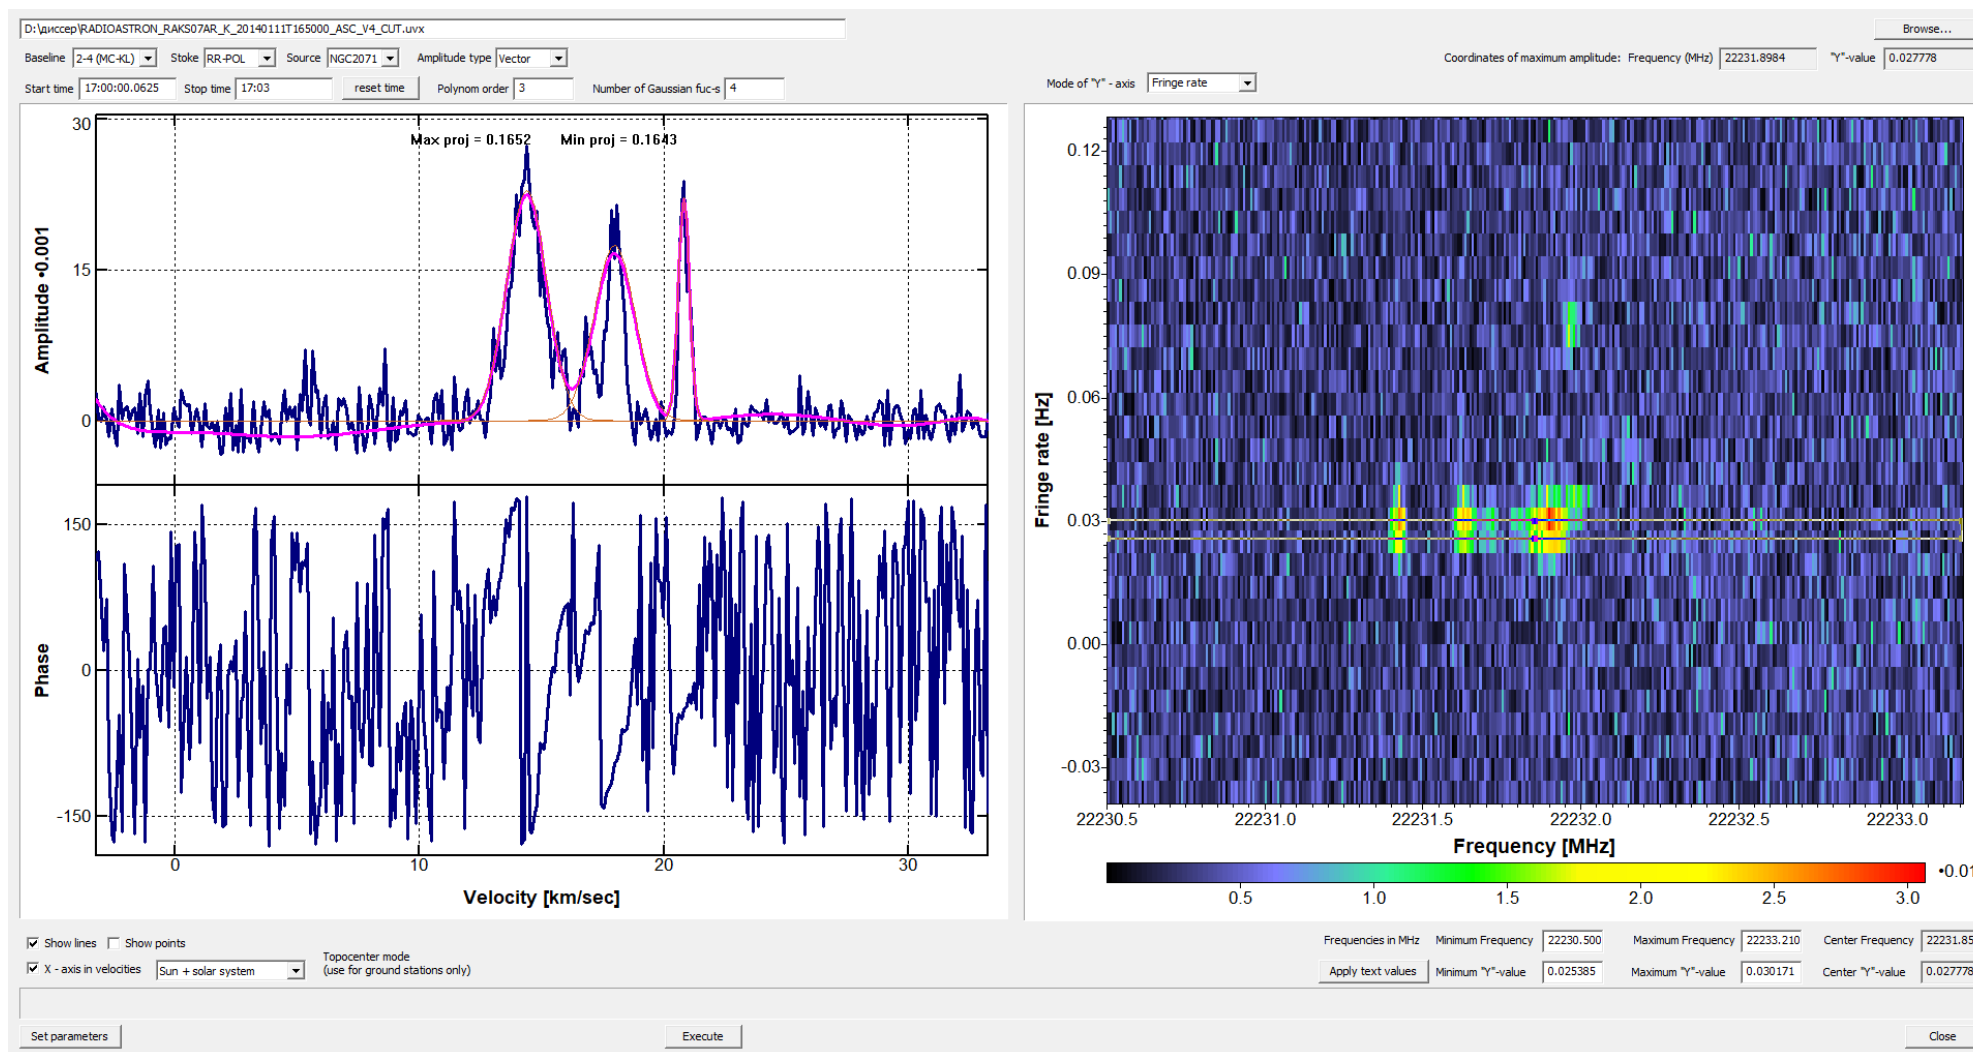 D:\диссер\RADIOASTRON_RAKS07AR_K_20140111T165000_ASC_V4_CUT.uvx
Browse...
Baseline 2-4 (MC-KL) Stoke RR-POL Source NGC2071 Amplitude type Vector
Coordinates of maximum amplitude: Frequency (MHz) 22231.8984 "Y"-value 0.027778
Start time 17:00:00.0625 Stop time 17:03 reset time Polynom order 3 Number of Gaussian fuc-s 4
Mode of "Y" - axis Fringe rate
Max proj = 0.1652 Min proj = 0.1643
30
15
0
Amplitude •0.001
150
0
-150
Phase
0 10 20 30
Velocity [km/sec]
0.12
0.09
0.06
0.03
0.00
-0.03
Fringe rate [Hz]
22230.5 22231.0 22231.5 22232.0 22232.5 22233.0
Frequency [MHz]
•0.01
0.5 1.0 1.5 2.0 2.5 3.0
Show lines Show points
X - axis in velocities Sun + solar system
Topocenter mode
(use for ground stations only)
Frequencies in MHz Minimum Frequency 22230.500 Maximum Frequency 22233.210 Center Frequency 22231.85
Apply text values Minimum "Y"-value 0.025385 Maximum "Y"-value 0.030171 Center "Y"-value 0.027778
Set parameters Execute Close